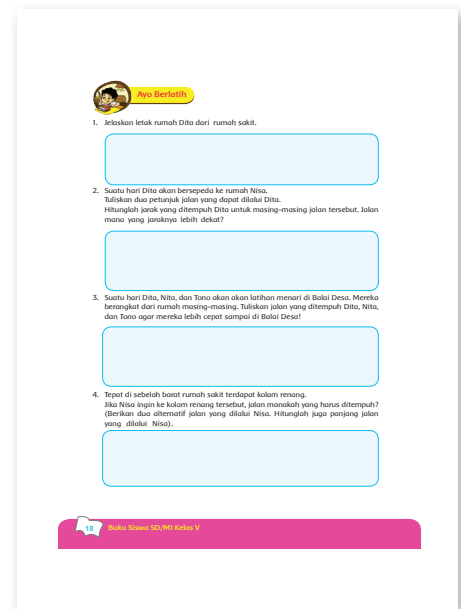 Ayo Berlatih
1. Jelaskan letak rumah Dita dari rumah sakit.
2. Suatu hari Dita akan bersepeda ke rumah Nisa.
Tuliskan dua petunjuk jalan yang dapat dilalui Dita.
Hitunglah jarak yang ditempuh Dita untuk masing-masing jalan tersebut. Jalan
mana yang jaraknya lebih dekat?
3. Suatu hari Dita, Nita, dan Tono akan akan latihan menari di Balai Desa. Mereka
berangkat dari rumah masing-masing. Tuliskan jalan yang ditempuh Dita, Nita,
dan Tono agar mereka lebih cepat sampai di Balai Desa!
4. Tepat di sebelah barat rumah sakit terdapat kolam renang.
Jika Nisa ingin ke kolam renang tersebut, jalan manakah yang harus ditempuh?
(Berikan dua alternatif jalan yang dilalui Nisa. Hitunglah juga panjang jalan
yang dilalui Nisa).
18 Buku Siswa SD/MI Kelas V